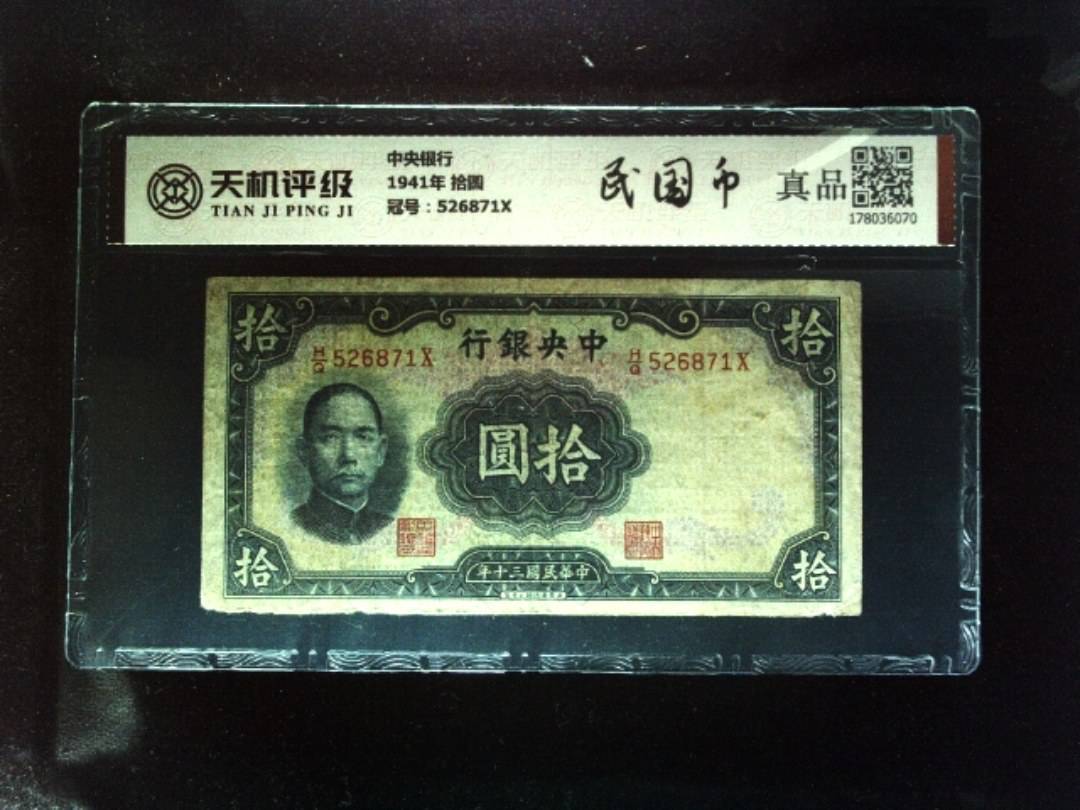 天机评级
TIAN JI PING JI
中央银行
1941年 拾圆
冠号：526871X
民国币
真品
178036070
拾
行銀央中
拾
H/Q 526871X
H/Q 526871X
圓拾
拾
年十三國民華中
拾